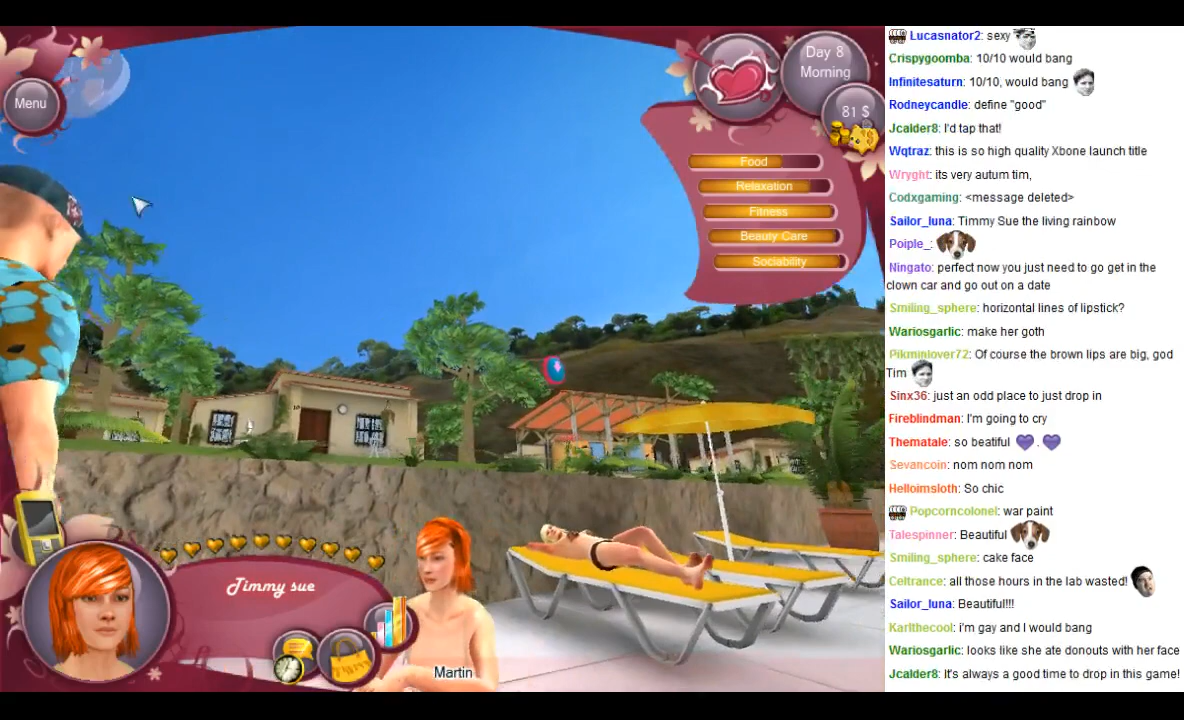 Menu
Day 8
Morning
81 $
Food
Relaxation
Fitness
Beauty Care
Sociability
Timmy sue
Martin
Lucasnator2: sexy
Crispygoomba: 10/10 would bang
Infinitesaturn: 10/10, would bang
Rodneycandle: define "good"
Jcalder8: I'd tap that!
Wqtraz: this is so high quality Xbone launch title
Wryght: its very autum tim,
Codxgaming: <message deleted>
Sailor_luna: Timmy Sue the living rainbow
Poiple_:
Ningato: perfect now you just need to go get in the
clown car and go out on a date
Smiling_sphere: horizontal lines of lipstick?
Wariosgarlic: make her goth
Pikminlover72: Of course the brown lips are big, god
Tim
Sinx36: just an odd place to just drop in
Fireblindman: I'm going to cry
Thematale: so beatiful
Sevancoin: nom nom nom
Helloimsloth: So chic
Popcorncolonel: war paint
Talespinner: Beautiful
Smiling_sphere: cake face
Celtrance: all those hours in the lab wasted!
Sailor_luna: Beautiful!!!
Karlthecool: i'm gay and I would bang
Wariosgarlic: looks like she ate donouts with her face
Jcalder8: It's always a good time to drop in this game!